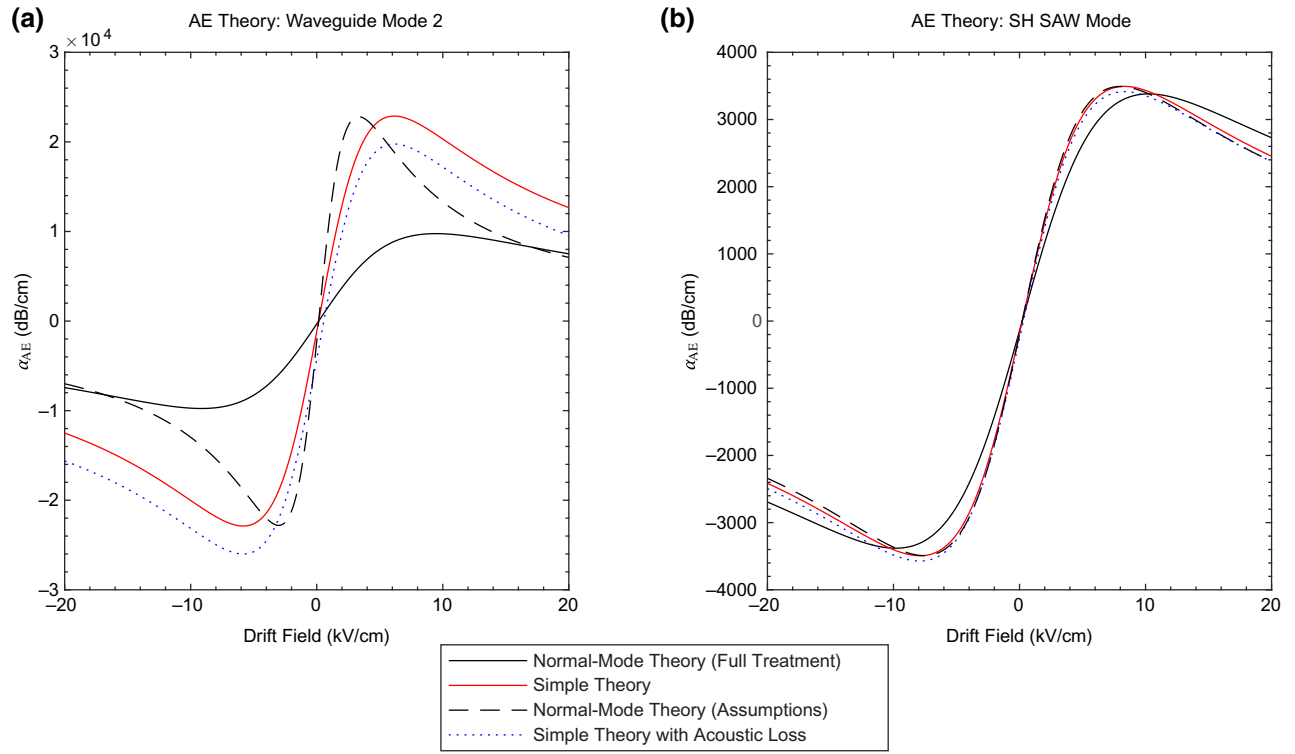 (a)
AE Theory: Waveguide Mode 2
× 10⁴
3
2
1
0
–1
–2
–3
α_AE (dB/cm)
–20
–10
0
10
20
Drift Field (kV/cm)
(b)
AE Theory: SH SAW Mode
4000
3000
2000
1000
0
–1000
–2000
–3000
–4000
α_AE (dB/cm)
–20
–10
0
10
20
Drift Field (kV/cm)
Normal-Mode Theory (Full Treatment)
Simple Theory
Normal-Mode Theory (Assumptions)
Simple Theory with Acoustic Loss